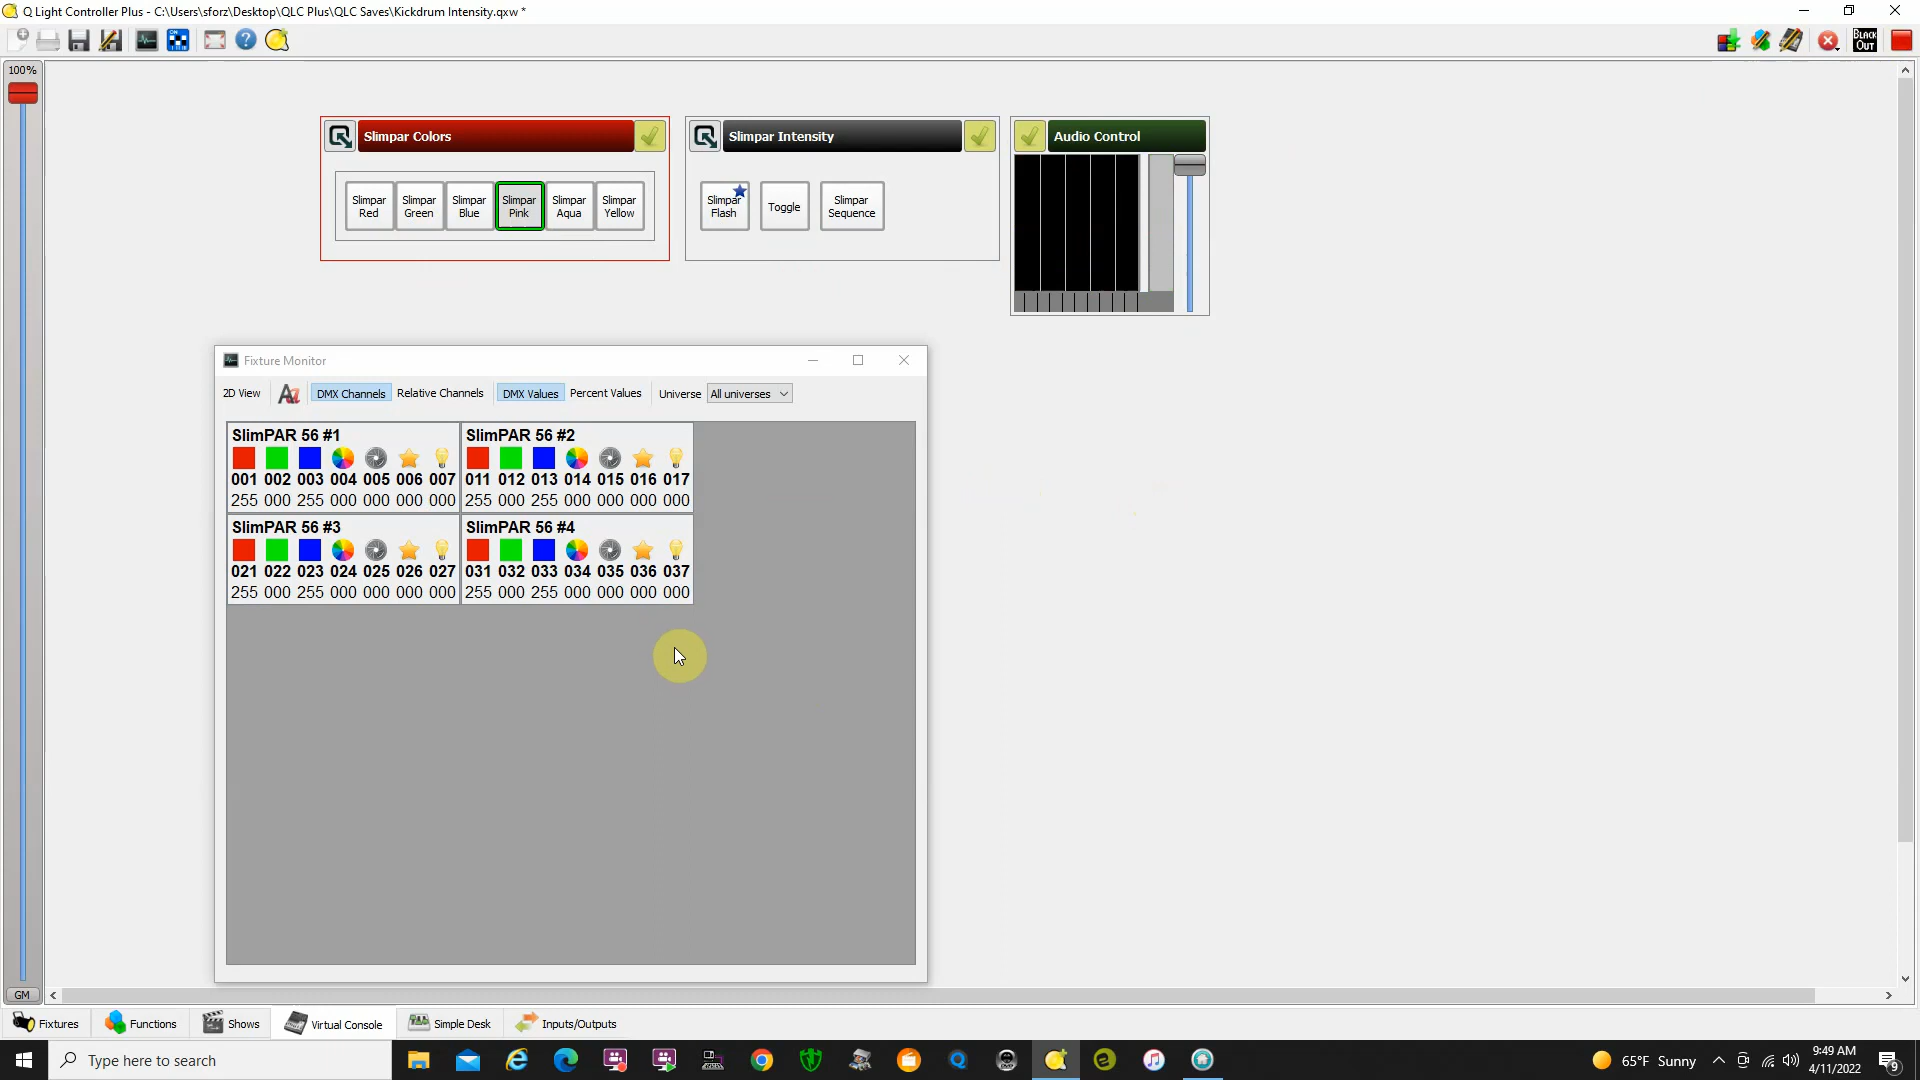 Q Light Controller Plus - C:\Users\sforz\Desktop\QLC Plus\QLC Saves\Kickdrum Intensity.qxw *
BLACK
OUT
100%
Slimpar Colors
Slimpar Intensity
Audio Control
Slimpar
Red
Slimpar
Green
Slimpar
Blue
Slimpar
Pink
Slimpar
Aqua
Slimpar
Yellow
Slimpar
Flash
Toggle
Slimpar
Sequence
Fixture Monitor
2D View
DMX Channels
Relative Channels
DMX Values
Percent Values
Universe
All universes
SlimPAR 56 #1
001 002 003 004 005 006 007
255 000 255 000 000 000 000
SlimPAR 56 #2
011 012 013 014 015 016 017
255 000 255 000 000 000 000
SlimPAR 56 #3
021 022 023 024 025 026 027
255 000 255 000 000 000 000
SlimPAR 56 #4
031 032 033 034 035 036 037
255 000 255 000 000 000 000
GM
Fixtures
Functions
Shows
Virtual Console
Simple Desk
Inputs/Outputs
Type here to search
65°F Sunny
9:49 AM
4/11/2022
9